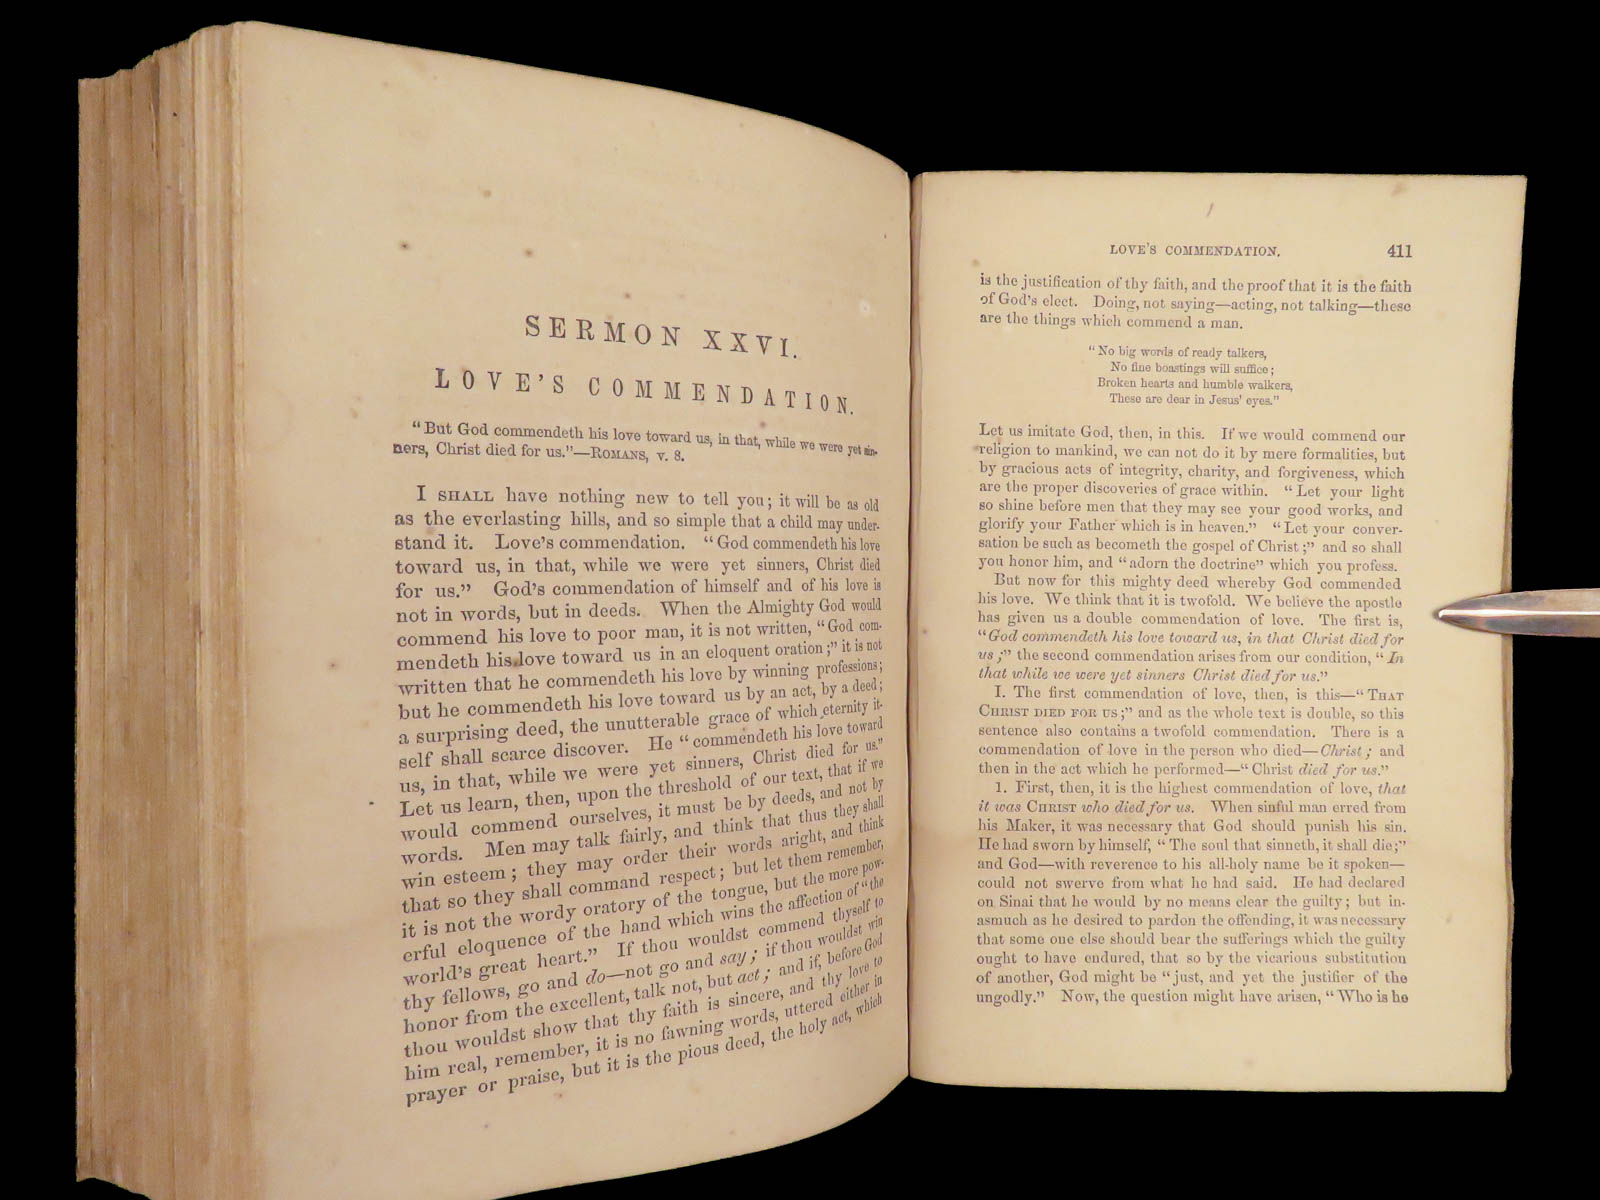 SERMON XXVI.
LOVE'S COMMENDATION.
"But God commendeth his love toward us, in that, while we were yet sin-
ners, Christ died for us."—ROMANS, v. 8.
I SHALL have nothing new to tell you; it will be as old
as the everlasting hills, and so simple that a child may under-
stand it. Love's commendation. "God commendeth his love
toward us, in that, while we were yet sinners, Christ died
for us." God's commendation of himself and of his love is
not in words, but in deeds. When the Almighty God would
commend his love to poor man, it is not written, "God com-
mendeth his love toward us in an eloquent oration;" it is not
written that he commendeth his love by winning professions;
but he commendeth his love toward us by an act, by a deed;
a surprising deed, the unutterable grace of which eternity it-
self shall scarce discover. He "commendeth his love toward
us, in that, while we were yet sinners, Christ died for us."
Let us learn, then, upon the threshold of our text, that if we
would commend ourselves, it must be by deeds, and not by
words. Men may talk fairly, and think that thus they shall
win esteem; they may order their words aright, and think
that so they shall command respect; but let them remember,
it is not the wordy oratory of the tongue, but the more pow-
erful eloquence of the hand which wins the affection of "the
world's great heart." If thou wouldst commend thyself to
thy fellows, go and do—not go and say; if thou wouldst win
honor from the excellent, talk not, but act; and if, before God
thou wouldst show that thy faith is sincere, and thy love to
him real, remember, it is no fawning words, uttered either in
prayer or praise, but it is the pious deed, the holy act, which
LOVE'S COMMENDATION. 411
is the justification of thy faith, and the proof that it is the faith
of God's elect. Doing, not saying—acting, not talking—these
are the things which commend a man.
"No big words of ready talkers,
No fine boastings will suffice;
Broken hearts and humble walkers,
These are dear in Jesus' eyes."
Let us imitate God, then, in this. If we would commend our
religion to mankind, we can not do it by mere formalities, but
by gracious acts of integrity, charity, and forgiveness, which
are the proper discoveries of grace within. "Let your light
so shine before men that they may see your good works, and
glorify your Father which is in heaven." "Let your conver-
sation be such as becometh the gospel of Christ;" and so shall
you honor him, and "adorn the doctrine" which you profess.
But now for this mighty deed whereby God commended
his love. We think that it is twofold. We believe the apostle
has given us a double commendation of love. The first is,
"God commendeth his love toward us, in that Christ died for
us;" the second commendation arises from our condition, "In
that while we were yet sinners Christ died for us."
I. The first commendation of love, then, is this—"THAT
CHRIST DIED FOR US;" and as the whole text is double, so this
sentence also contains a twofold commendation. There is a
commendation of love in the person who died—Christ; and
then in the act which he performed—"Christ died for us."
1. First, then, it is the highest commendation of love, that
it was CHRIST who died for us. When sinful man erred from
his Maker, it was necessary that God should punish his sin.
He had sworn by himself, "The soul that sinneth, it shall die;"
and God—with reverence to his all-holy name be it spoken—
could not swerve from what he had said. He had declared
on Sinai that he would by no means clear the guilty; but in-
asmuch as he desired to pardon the offending, it was necessary
that some one else should bear the sufferings which the guilty
ought to have endured, that so by the vicarious substitution
of another, God might be "just, and yet the justifier of the
ungodly." Now, the question might have arisen, "Who is he